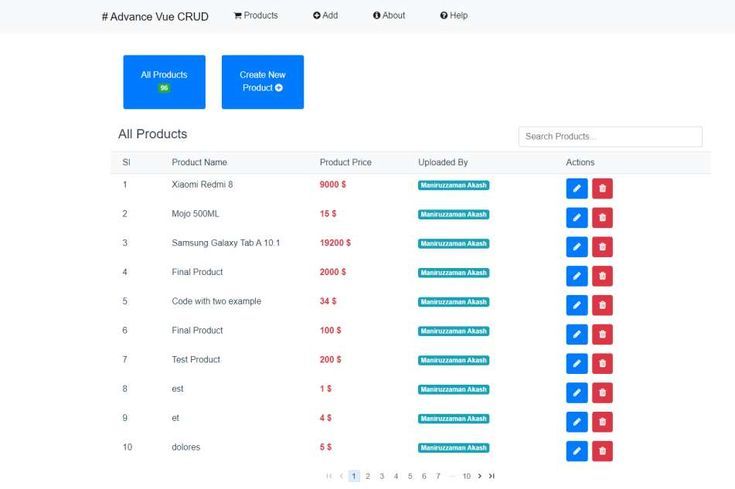 # Advance Vue CRUD Products Add About Help
All Products Create New
96 Product
All Products Search Products...
Sl Product Name Product Price Uploaded By Actions
1 Xiaomi Redmi 8 9000 $ Maniruzzaman Akash
2 Mojo 500ML 15 $ Maniruzzaman Akash
3 Samsung Galaxy Tab A 10.1 19200 $ Maniruzzaman Akash
4 Final Product 2000 $ Maniruzzaman Akash
5 Code with two example 34 $ Maniruzzaman Akash
6 Final Product 100 $ Maniruzzaman Akash
7 Test Product 200 $ Maniruzzaman Akash
8 est 1 $ Maniruzzaman Akash
9 et 4 $ Maniruzzaman Akash
10 dolores 5 $ Maniruzzaman Akash
1 2 3 4 5 6 7 ... 10